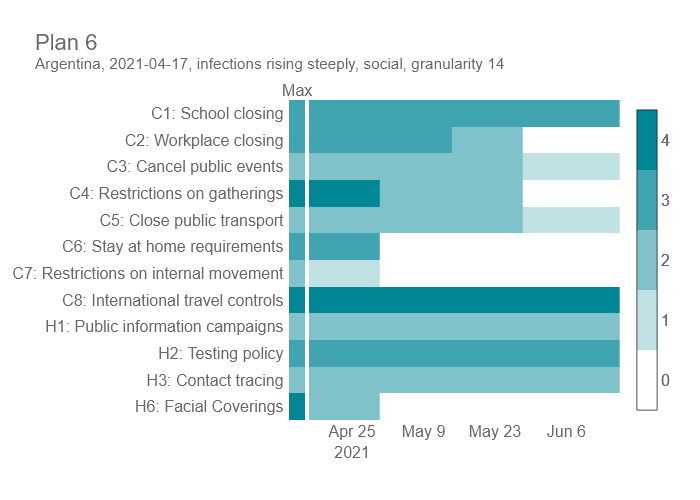 Plan 6
Argentina, 2021-04-17, infections rising steeply, social, granularity 14
Max
C1: School closing
C2: Workplace closing
C3: Cancel public events
C4: Restrictions on gatherings
C5: Close public transport
C6: Stay at home requirements
C7: Restrictions on internal movement
C8: International travel controls
H1: Public information campaigns
H2: Testing policy
H3: Contact tracing
H6: Facial Coverings
Apr 25 May 9 May 23 Jun 6
2021
4
3
2
1
0